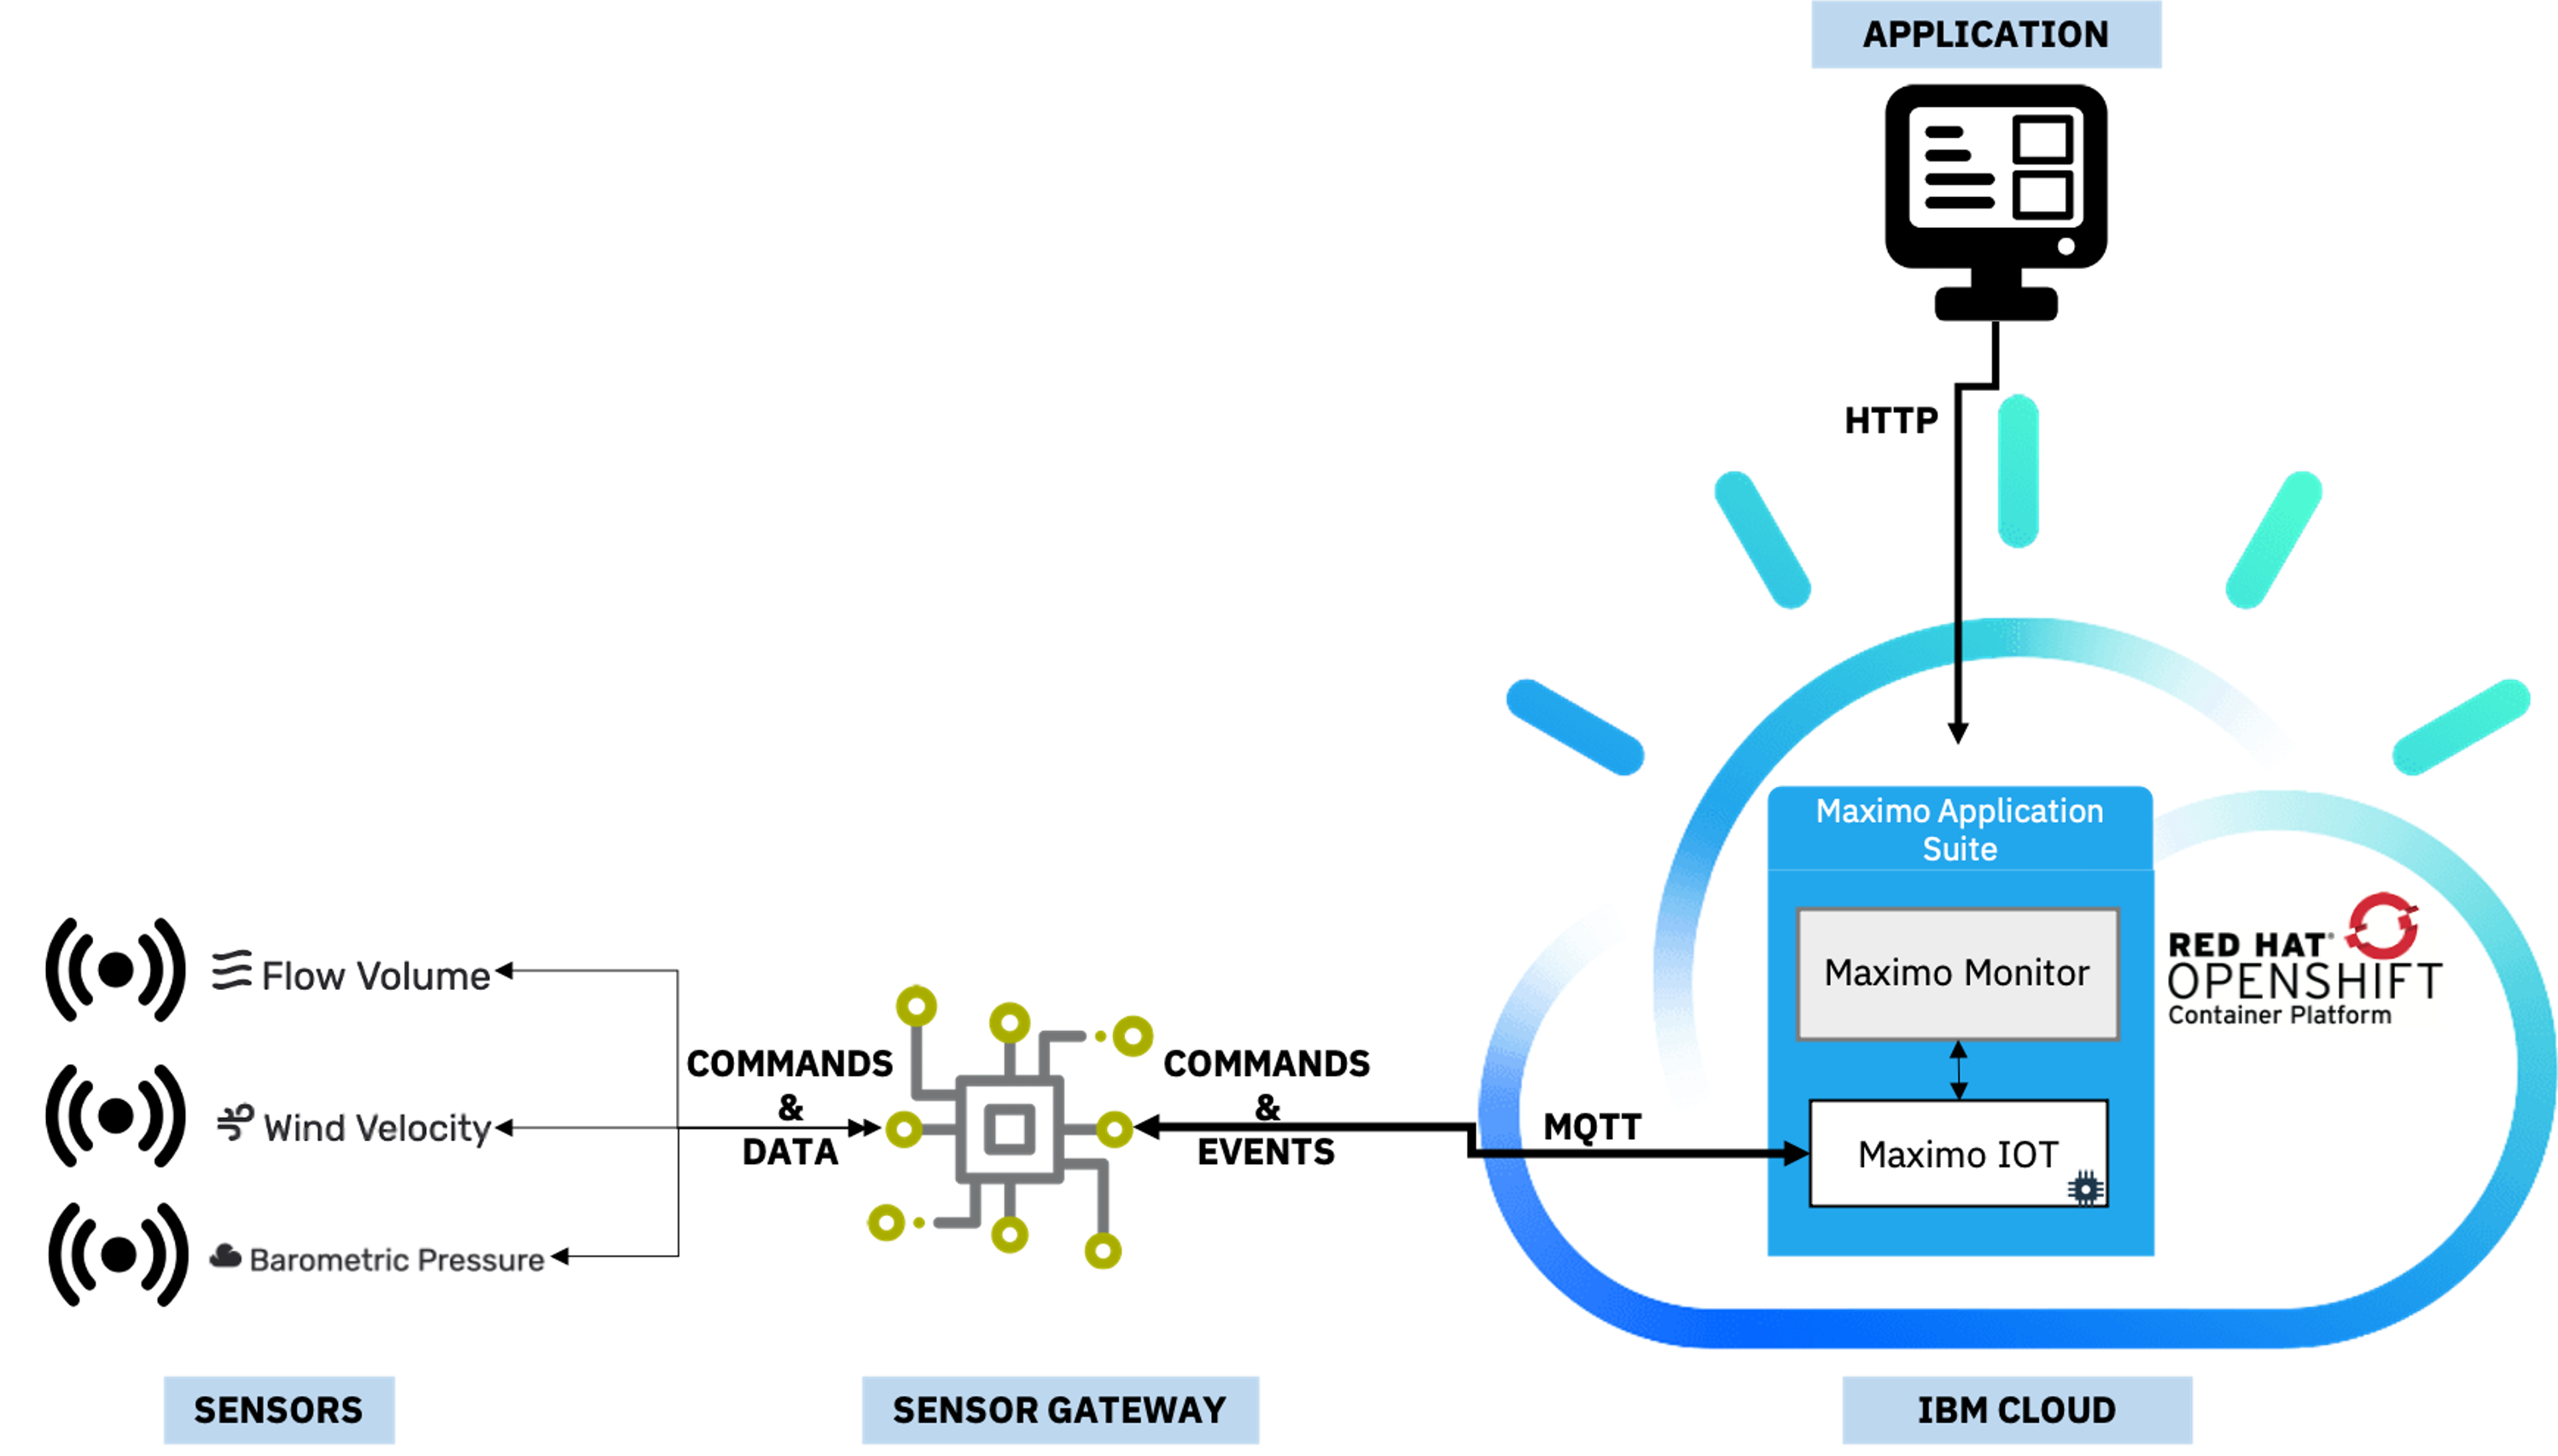 APPLICATION
HTTP
Maximo Application
Suite
Maximo Monitor
RED HAT®
OPENSHIFT
Container Platform
Flow Volume
Wind Velocity
Barometric Pressure
COMMANDS
&
DATA
COMMANDS
&
EVENTS
MQTT
Maximo IOT
SENSORS
SENSOR GATEWAY
IBM CLOUD